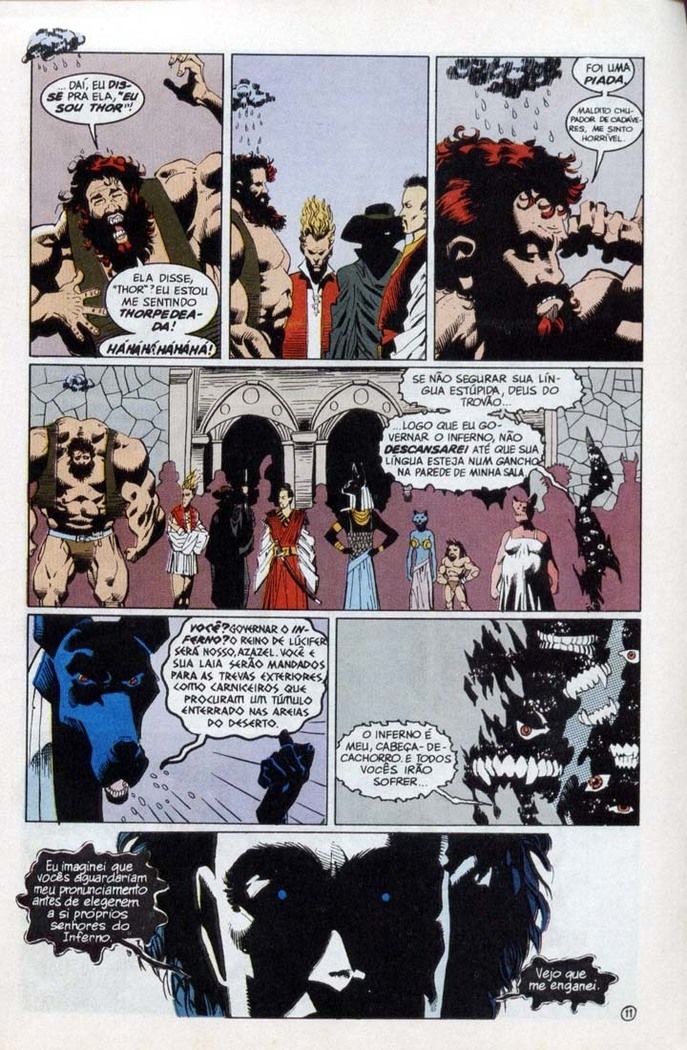 ... DAÍ, EU DIS-
SE PRA ELA, "EU
SOU THOR"!
ELA DISSE,
"THOR"? EU ESTOU
ME SENTINDO
THORPEDEA-
DA!
HÁHÁHÁHÁHÁHÁ!
FOI UMA
PIADA,
MALDITO CHU-
PADOR DE CADÁVE-
RES, ME SINTO
HORRÍVEL.
SE NÃO SEGURAR SUA LÍN-
GUA ESTÚPIDA, DEUS DO
TROVÃO...
...LOGO QUE EU GO-
VERNAR O INFERNO, NÃO
DESCANSAREI ATÉ QUE SUA
LÍNGUA ESTEJA NUM GANCHO
NA PAREDE DE MINHA SALA
VOCÊ? GOVERNAR O IN-
FERNO? O REINO DE LÚCIFER
SERÁ NOSSO, AZAZEL. VOCÊ E
SUA LAIA SERÃO MANDADOS
PARA AS TREVAS EXTERIORES,
COMO CARNICEIROS QUE
PROCURAM UM TÚMULO
ENTERRADO NAS AREIAS
DO DESERTO.
O INFERNO É
MEU, CABEÇA-DE-
CACHORRO. E TODOS
VOCÊS IRÃO
SOFRER...
Eu imaginei que
vocês aguardariam
meu pronunciamento
antes de elegerem
a si próprios
senhores do
Inferno.
Vejo que
me enganei.
11